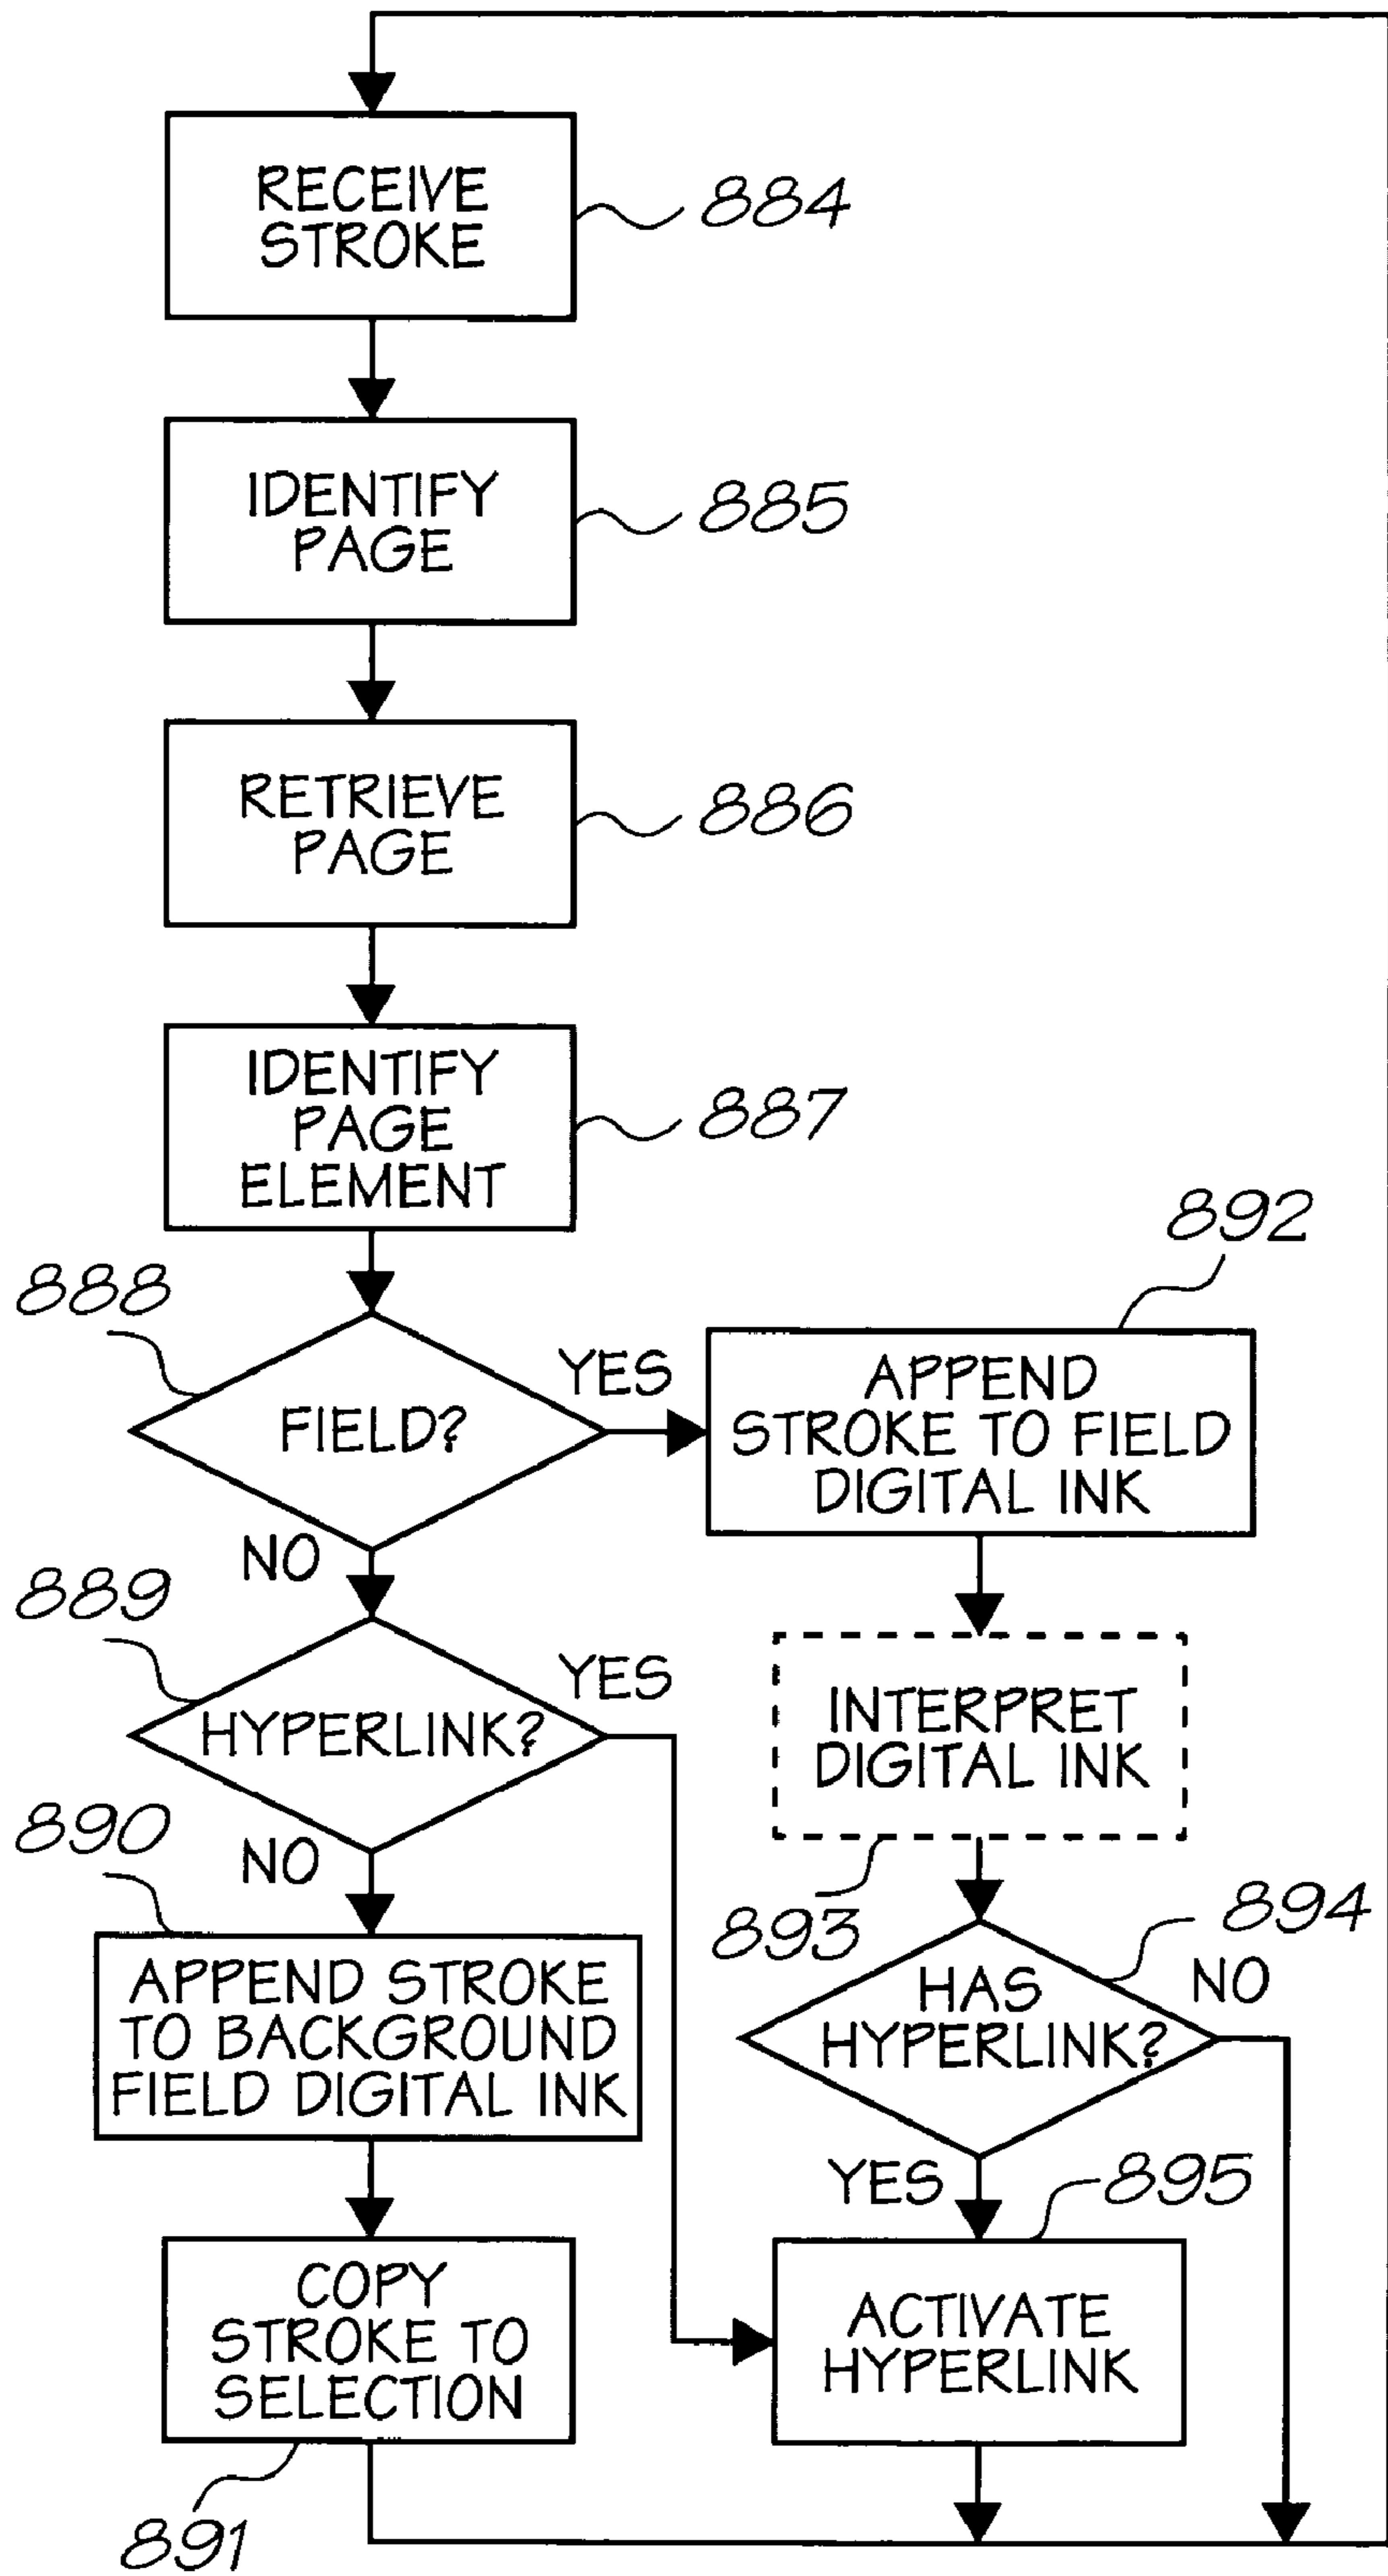 RECEIVE
STROKE
884
IDENTIFY
PAGE
885
RETRIEVE
PAGE
886
IDENTIFY
PAGE
ELEMENT
887
888
FIELD?
YES
NO
892
APPEND
STROKE TO FIELD
DIGITAL INK
889
HYPERLINK?
YES
NO
INTERPRET
DIGITAL INK
893
890
APPEND STROKE
TO BACKGROUND
FIELD DIGITAL INK
894
HAS
HYPERLINK?
NO
YES
895
COPY
STROKE TO
SELECTION
891
ACTIVATE
HYPERLINK